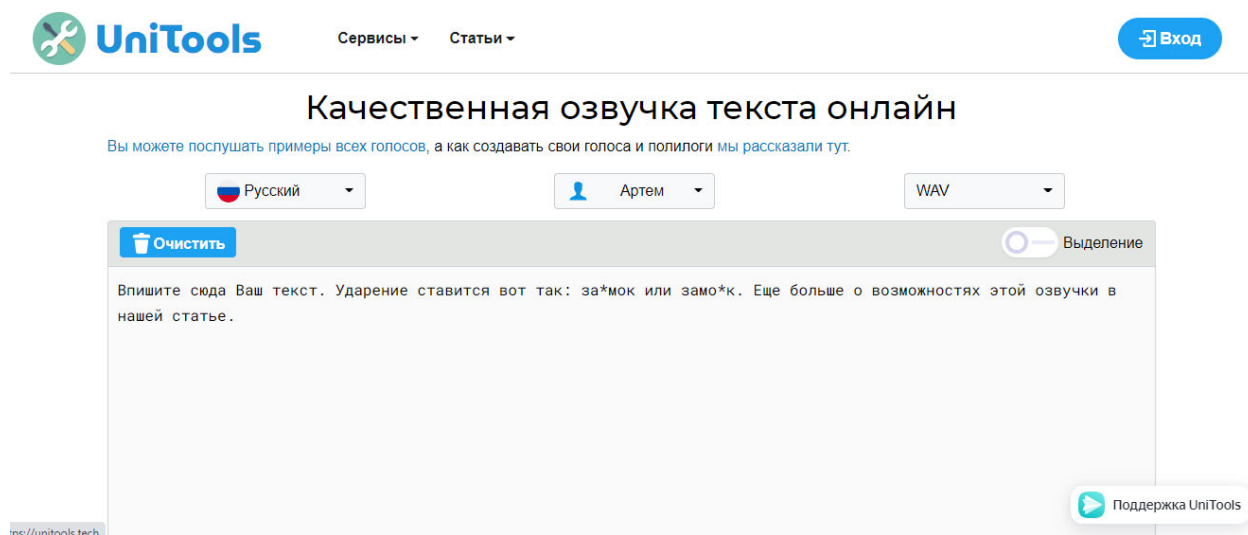 UniTools
Сервисы
Статьи
Вход
Качественная озвучка текста онлайн
Вы можете послушать примеры всех голосов, а как создавать свои голоса и полилоги мы рассказали тут.
Русский
Артем
WAV
Очистить
Выделение
Впишите сюда Ваш текст. Ударение ставится вот так: за*мок или замо*к. Еще больше о возможностях этой озвучки в
нашей статье.
Поддержка UniTools
://unitools.tech